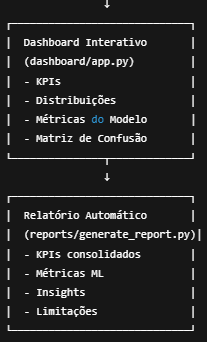 Dashboard Interativo
(dashboard/app.py)
- KPIs
- Distribuições
- Métricas do Modelo
- Matriz de Confusão
Relatório Automático
(reports/generate_report.py)
- KPIs consolidados
- Métricas ML
- Insights
- Limitações